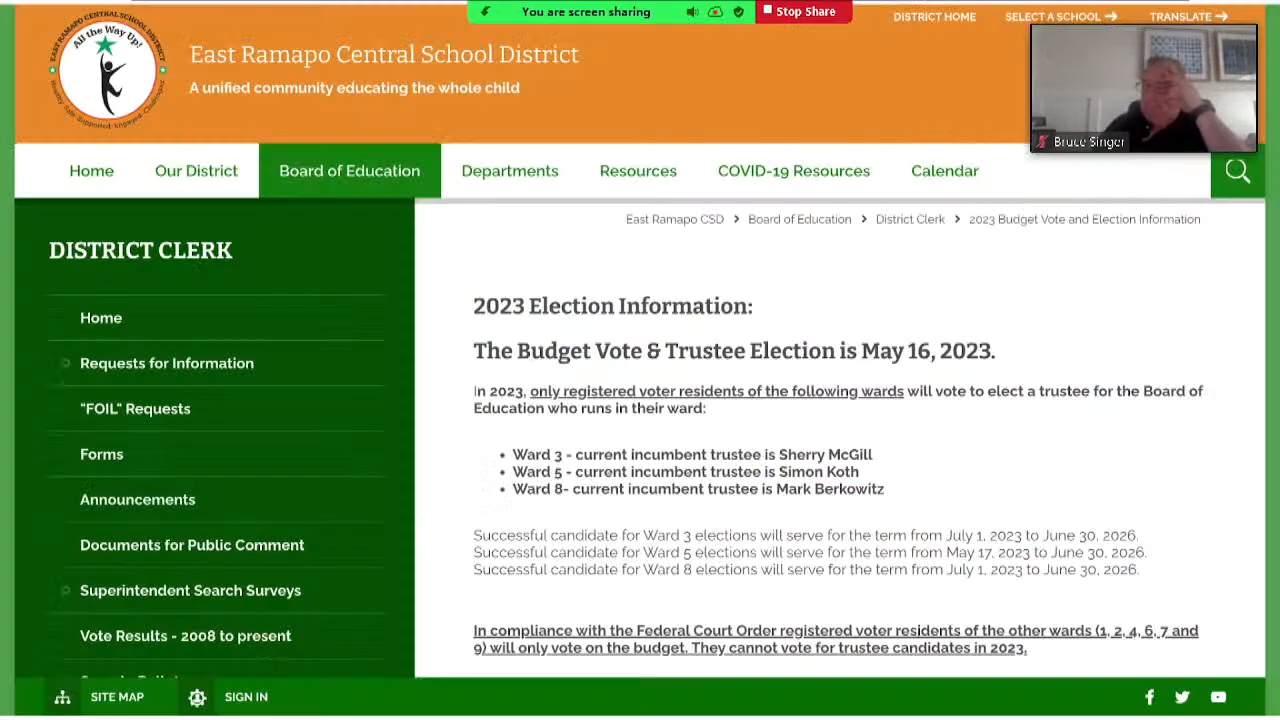 You are screen sharing
Stop Share
DISTRICT HOME
SELECT A SCHOOL
TRANSLATE
EAST RAMAPO CENTRAL SCHOOL DISTRICT
All the Way Up!
East Ramapo Central School District
A unified community educating the whole child
Bruce Singer
Home
Our District
Board of Education
Departments
Resources
COVID-19 Resources
Calendar
East Ramapo CSD > Board of Education > District Clerk > 2023 Budget Vote and Election Information
DISTRICT CLERK
Home
Requests for Information
"FOIL" Requests
Forms
Announcements
Documents for Public Comment
Superintendent Search Surveys
Vote Results - 2008 to present
2023 Election Information:
The Budget Vote & Trustee Election is May 16, 2023.
In 2023, only registered voter residents of the following wards will vote to elect a trustee for the Board of
Education who runs in their ward:
• Ward 3 - current incumbent trustee is Sherry McGill
• Ward 5 - current incumbent trustee is Simon Koth
• Ward 8- current incumbent trustee is Mark Berkowitz
Successful candidate for Ward 3 elections will serve for the term from July 1, 2023 to June 30, 2026.
Successful candidate for Ward 5 elections will serve for the term from May 17, 2023 to June 30, 2026.
Successful candidate for Ward 8 elections will serve for the term from July 1, 2023 to June 30, 2026.
In compliance with the Federal Court Order registered voter residents of the other wards (1, 2, 4, 6, 7 and
9) will only vote on the budget. They cannot vote for trustee candidates in 2023.
SITE MAP
SIGN IN